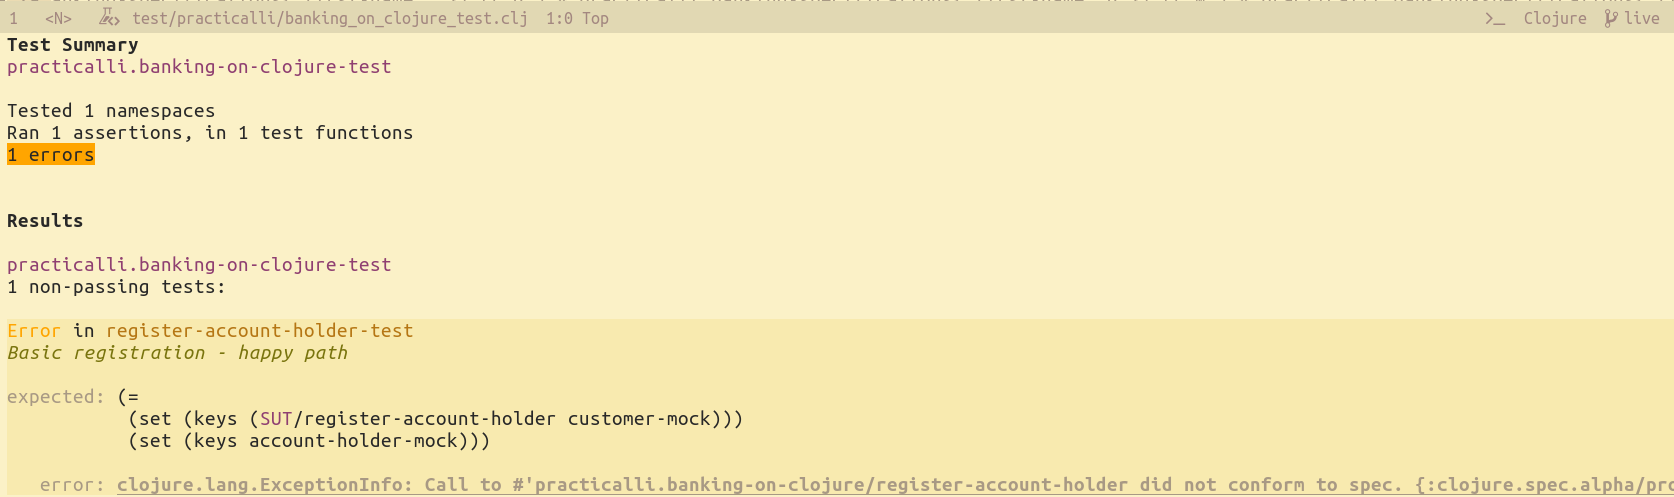 1 <N> test/practicalli/banking_on_clojure_test.clj 1:0 Top Clojure live
Test Summary
practicalli.banking-on-clojure-test
Tested 1 namespaces
Ran 1 assertions, in 1 test functions
1 errors
Results
practicalli.banking-on-clojure-test
1 non-passing tests:
Error in register-account-holder-test
Basic registration - happy path
expected: (=
(set (keys (SUT/register-account-holder customer-mock)))
(set (keys account-holder-mock)))
error: clojure.lang.ExceptionInfo: Call to #'practicalli.banking-on-clojure/register-account-holder did not conform to spec. {:clojure.spec.alpha/pro